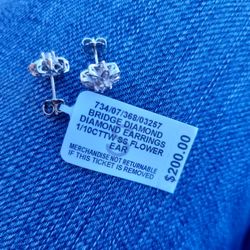 734/07/368/03257
BRIDGE DIAMOND
DIAMOND EARRINGS
1/10CTTW SS FLOWER
EAR
MERCHANDISE NOT RETURNABLE
IF THIS TICKET IS REMOVED
$200.00